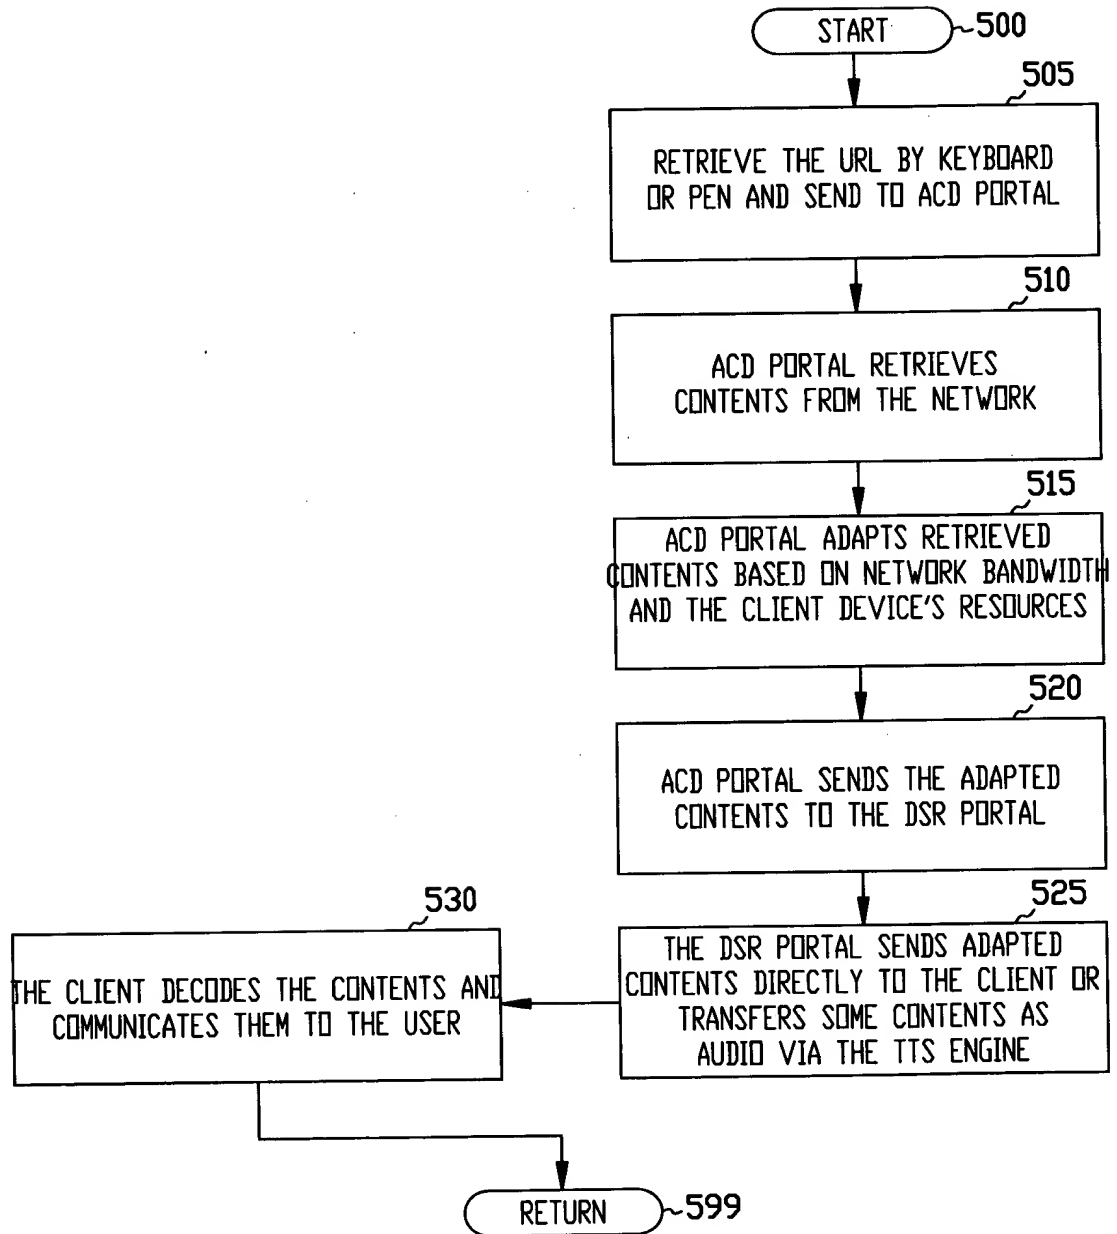 START
500
505
RETRIEVE THE URL BY KEYBOARD
OR PEN AND SEND TO ACD PORTAL
510
ACD PORTAL RETRIEVES
CONTENTS FROM THE NETWORK
515
ACD PORTAL ADAPTS RETRIEVED
CONTENTS BASED ON NETWORK BANDWIDTH
AND THE CLIENT DEVICE'S RESOURCES
520
ACD PORTAL SENDS THE ADAPTED
CONTENTS TO THE DSR PORTAL
525
THE DSR PORTAL SENDS ADAPTED
CONTENTS DIRECTLY TO THE CLIENT OR
TRANSFERS SOME CONTENTS AS
AUDIO VIA THE TTS ENGINE
530
THE CLIENT DECODES THE CONTENTS AND
COMMUNICATES THEM TO THE USER
RETURN
599